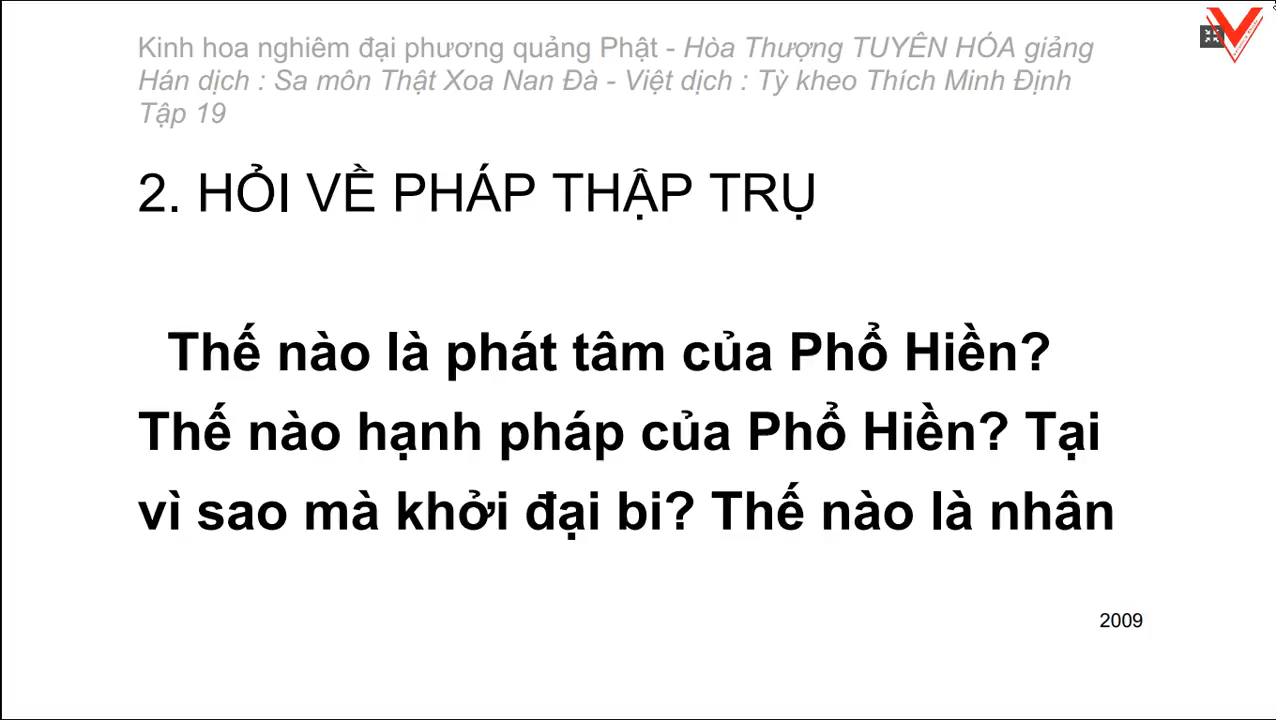 Kinh hoa nghiêm đại phương quảng Phật - Hòa Thượng TUYÊN HÓA giảng
Hán dịch : Sa môn Thật Xoa Nan Đà - Việt dịch : Tỳ kheo Thích Minh Định
Tập 19
2. HỎI VỀ PHÁP THẬP TRỤ
Thế nào là phát tâm của Phổ Hiền?
Thế nào hạnh pháp của Phổ Hiền? Tại
vì sao mà khởi đại bi? Thế nào là nhân
2009